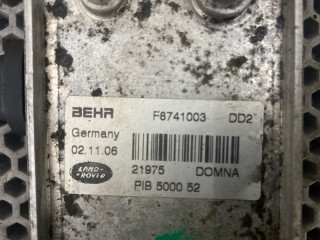 BEHR F8741003 DD2
Germany
02.11.06
LAND-
ROVER
21975 DOMNA
PIB 5000 52